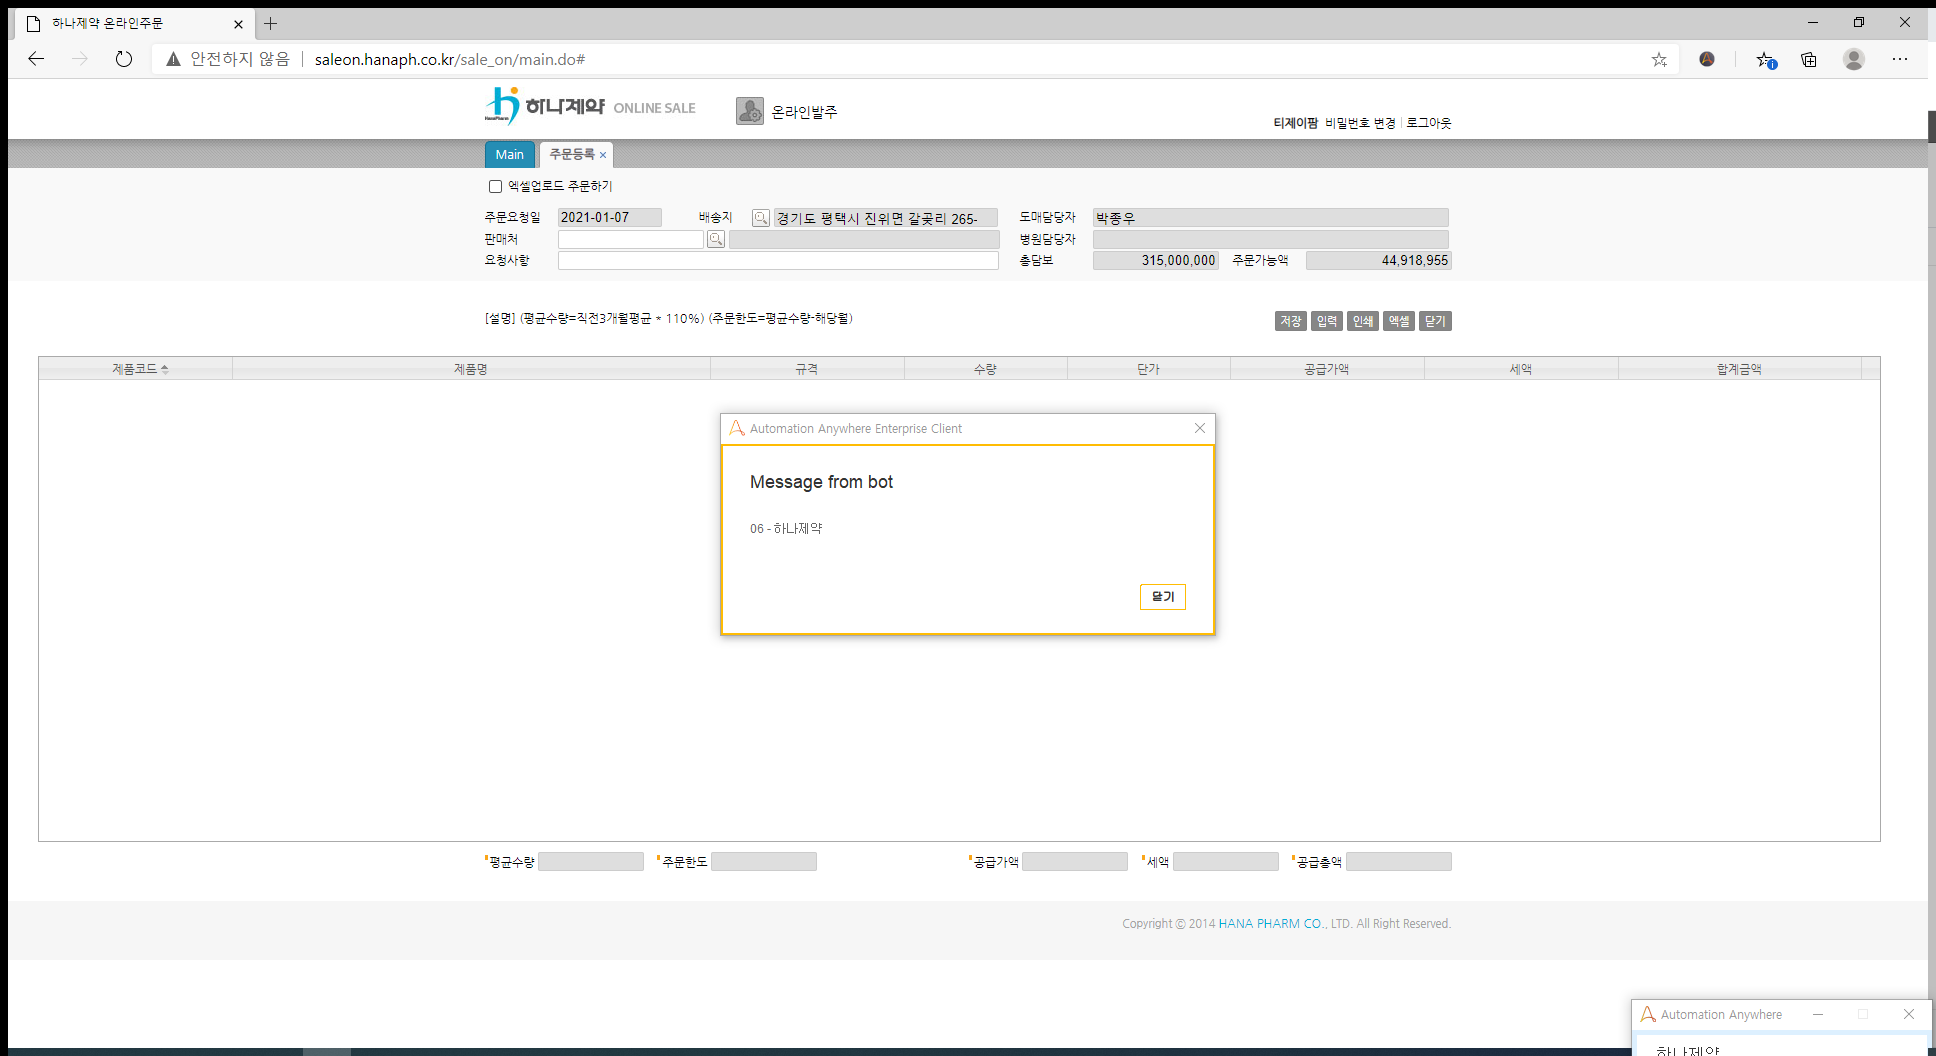 하나제약 온라인주문
안전하지 않음 saleon.hanaph.co.kr/sale_on/main.do#
하나제약 ONLINE SALE 온라인발주
HanaPharm
티제이팜 비밀번호 변경 로그아웃
Main 주문등록
엑셀업로드 주문하기
주문요청일 2021-01-07 배송지 경기도 평택시 진위면 갈곶리 265- 도매담당자 박종우
판매처 병원담당자
요청사항 총담보 315,000,000 주문가능액 44,918,955
[설명] (평균수량=직전3개월평균 * 110%) (주문한도=평균수량-해당월) 저장 입력 인쇄 엑셀 닫기
제품코드 제품명 규격 수량 단가 공급가액 세액 합계금액
Automation Anywhere Enterprise Client
Message from bot
06 - 하나제약
닫기
평균수량 주문한도 공급가액 세액 공급총액
Copyright ⓒ 2014 HANA PHARM CO., LTD. All Right Reserved.
Automation Anywhere
하나제약